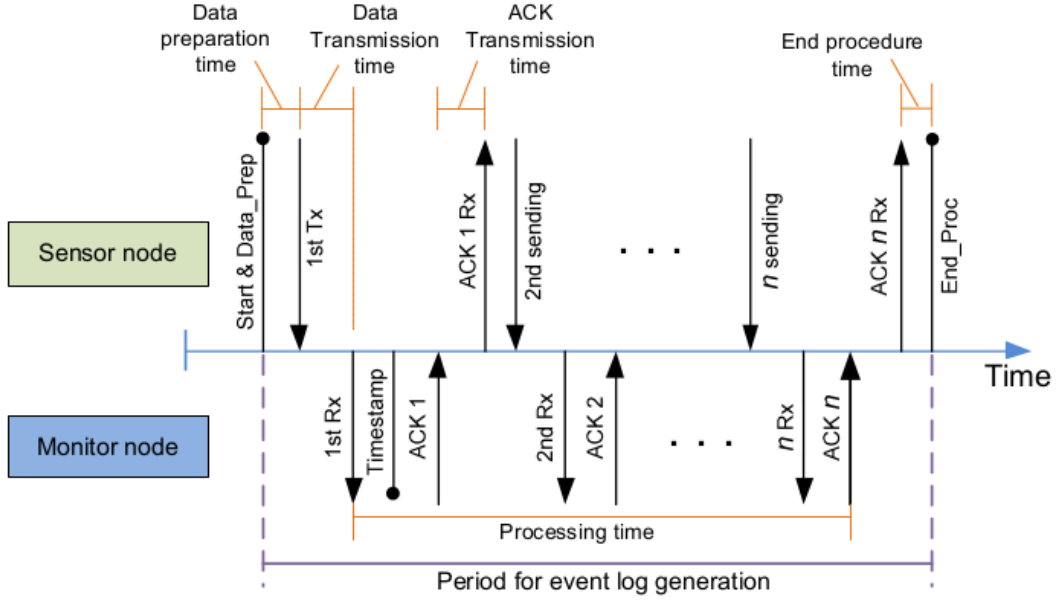 Data
preparation
time
Data
Transmission
time
ACK
Transmission
time
End procedure
time
Sensor node
Start & Data_Prep
1st Tx
ACK 1 Rx
2nd sending
. . .
n sending
ACK n Rx
End_Proc
Time
Monitor node
1st Rx
Timestamp
ACK 1
2nd Rx
ACK 2
. . .
n Rx
ACK n
Processing time
Period for event log generation